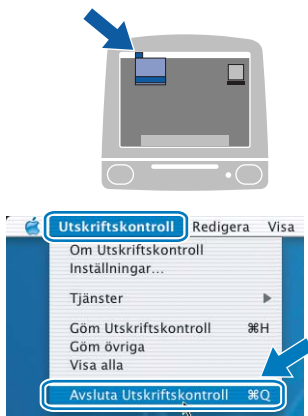 Utskriftskontroll Redigera Visa
Om Utskriftskontroll
Inställningar...
Tjänster
Göm Utskriftskontroll ⌘H
Göm övriga
Visa alla
Avsluta Utskriftskontroll ⌘Q